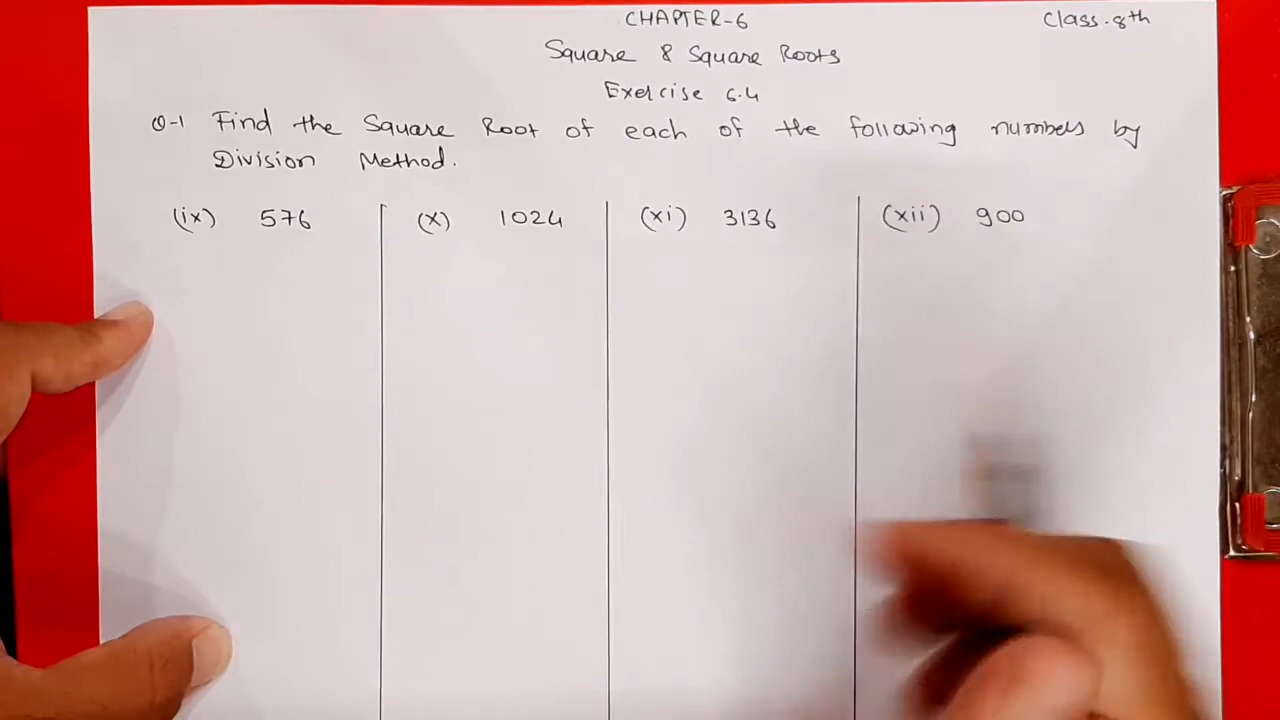 CHAPTER-6 Class-8th
Square & Square Roots
Exercise 6.4
Q-1 Find the Square Root of each of the following numbers by
Division Method.
(ix) 576 (x) 1024 (xi) 3136 (xii) 900